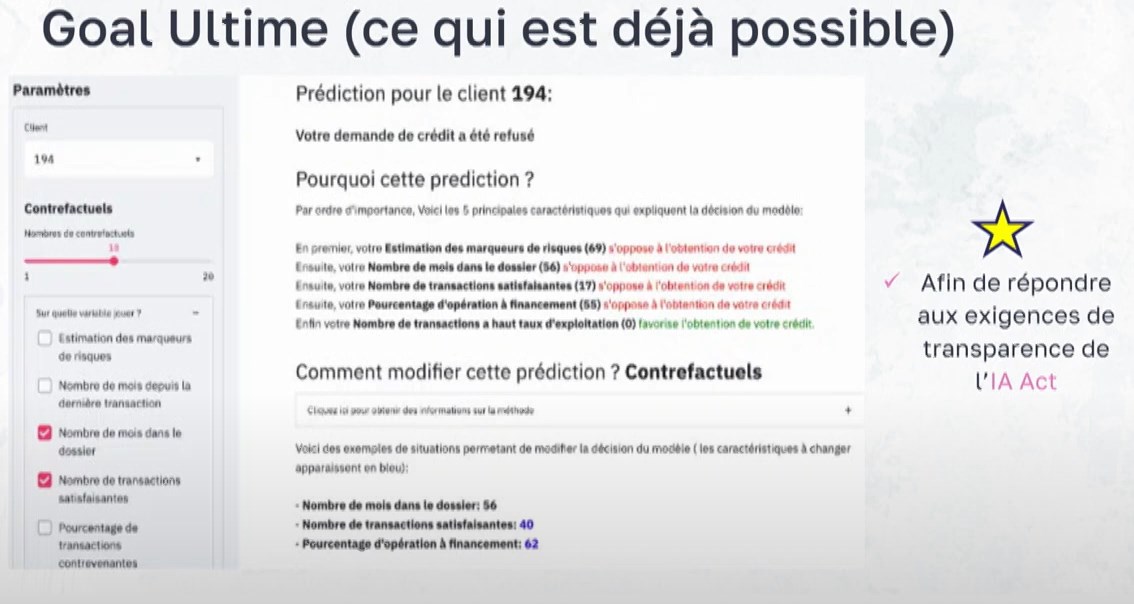 Goal Ultime (ce qui est déjà possible)
Paramètres
Client
194
Contrefactuels
Nombres de contrefactuels
10
1
20
Sur quelle variable jouer ?
Estimation des marqueurs
de risques
Nombre de mois depuis la
dernière transaction
Nombre de mois dans le
dossier
Nombre de transactions
satisfaisantes
Pourcentage de
transactions
contrevenantes
Prédiction pour le client 194:
Votre demande de crédit a été refusé
Pourquoi cette prediction ?
Par ordre d'importance, Voici les 5 principales caractéristiques qui expliquent la décision du modèle:
En premier, votre Estimation des marqueurs de risques (69) s'oppose à l'obtention de votre crédit
Ensuite, votre Nombre de mois dans le dossier (56) s'oppose à l'obtention de votre crédit
Ensuite, votre Nombre de transactions satisfaisantes (17) s'oppose à l'obtention de votre crédit
Ensuite, votre Pourcentage d'opération à financement (55) s'oppose à l'obtention de votre crédit
Enfin votre Nombre de transactions a haut taux d'exploitation (0) favorise l'obtention de votre crédit.
Comment modifier cette prédiction ? Contrefactuels
Cliquez ici pour obtenir des informations sur la méthode
Voici des exemples de situations permetant de modifier la décision du modèle ( les caractéristiques à changer
apparaissent en bleu):
- Nombre de mois dans le dossier: 56
- Nombre de transactions satisfaisantes: 40
- Pourcentage d'opération à financement: 62
✓ Afin de répondre
aux exigences de
transparence de
l'IA Act